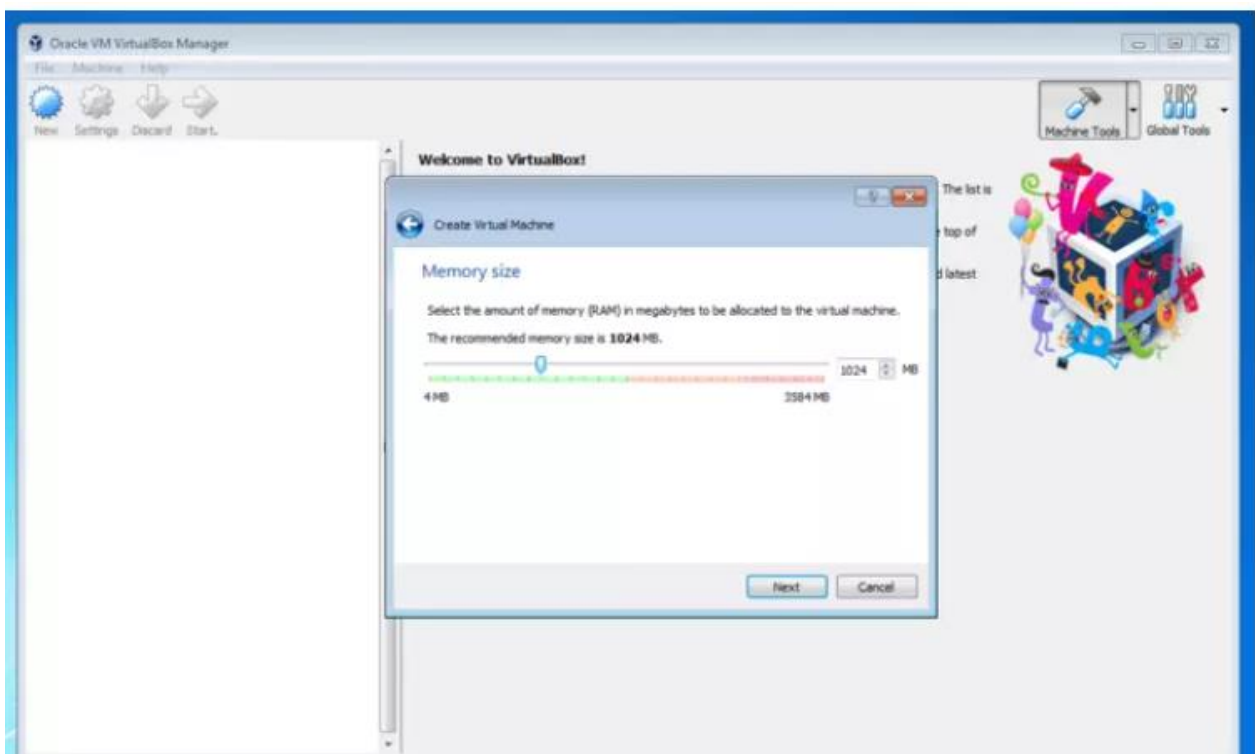 Oracle VM VirtualBox Manager
File Machine Help
New Settings Discard Start.
Machine Tools
Global Tools
Welcome to VirtualBox!
The list is
top of
d latest
Create Virtual Machine
Memory size
Select the amount of memory (RAM) in megabytes to be allocated to the virtual machine.
The recommended memory size is 1024 MB.
1024 MB
4 MB 3584 MB
Next Cancel